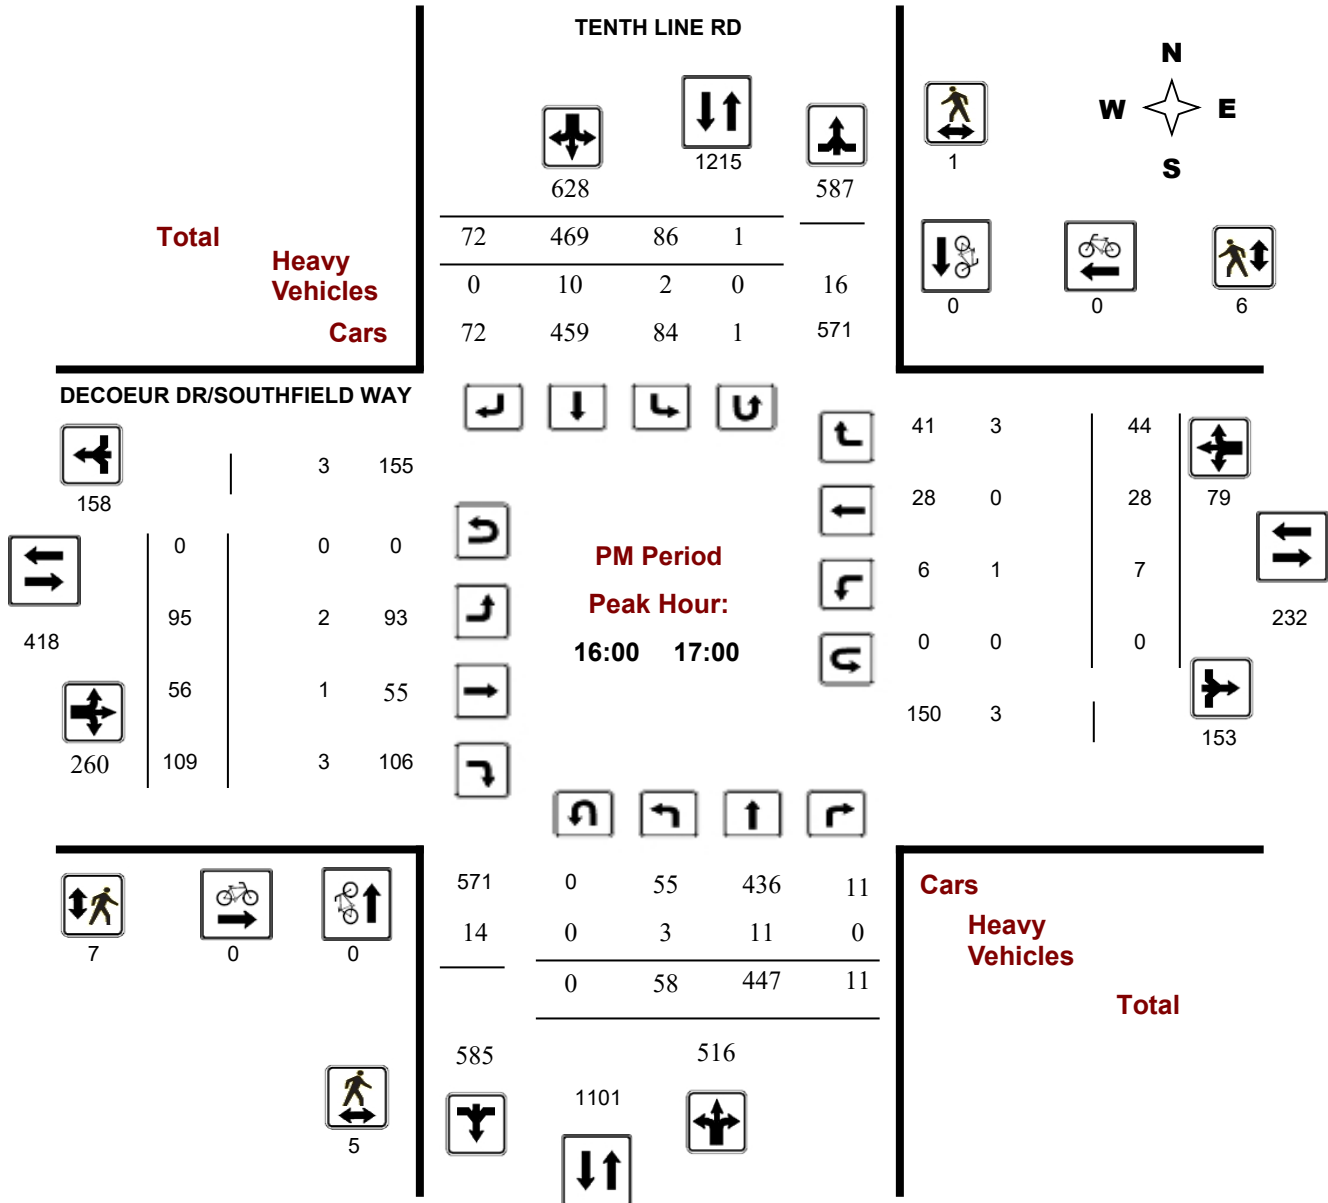 TENTH LINE RD
N
W E
S
1215
1
628 587
Total 72 469 86 1
Heavy
Vehicles 0 10 2 0 16
0 0 6
Cars 72 459 84 1 571
DECOEUR DR/SOUTHFIELD WAY
41 3 44
3 155
158
28 0 28 79
0 0 0
PM Period
6 1 7
Peak Hour:
95 2 93
232
418
16:00 17:00
0 0 0
56 1 55
150 3
153
260 109 3 106
571 0 55 436 11 Cars
14 0 3 11 0 Heavy
Vehicles
7 0 0
0 58 447 11
Total
585 516
1101
5